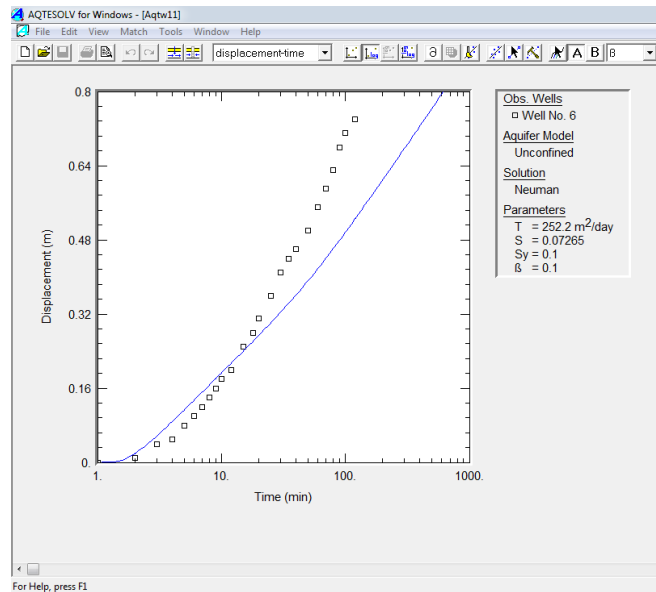 AQTESOLV for Windows - [Aqtw11]
File Edit View Match Tools Window Help
displacement-time
A B ß
0.8
0.64
0.48
0.32
0.16
0.
Displacement (m)
1. 10. 100. 1000.
Time (min)
Obs. Wells
Well No. 6
Aquifer Model
Unconfined
Solution
Neuman
Parameters
T = 252.2 m²/day
S = 0.07265
Sy = 0.1
ß = 0.1
For Help, press F1